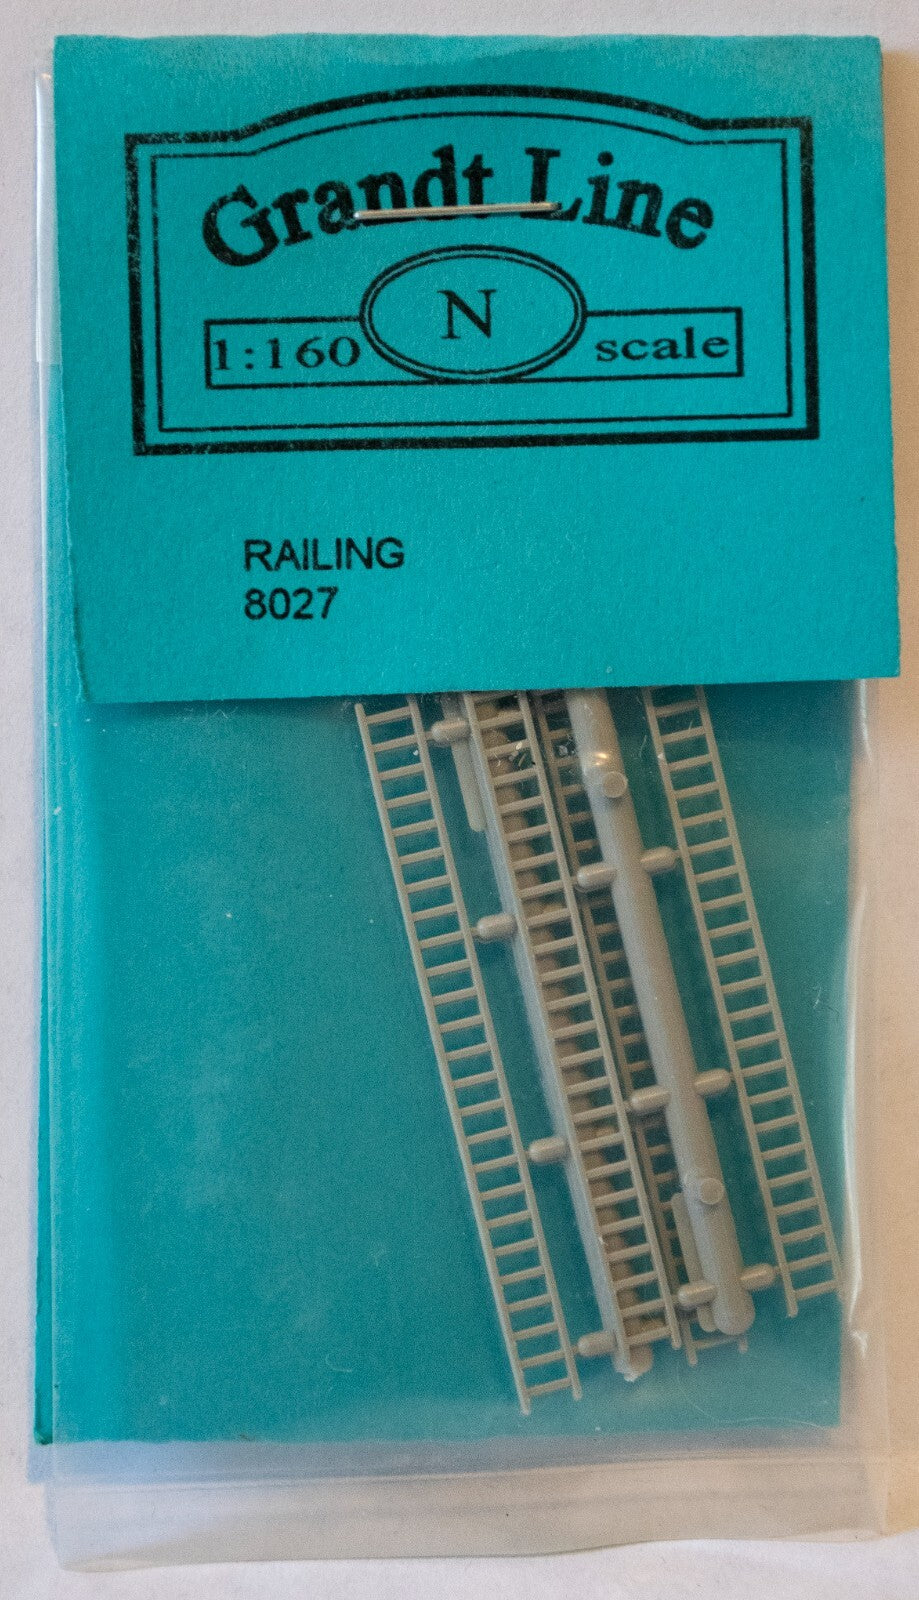 Grandt Line
N
1:160 scale
RAILING
8027